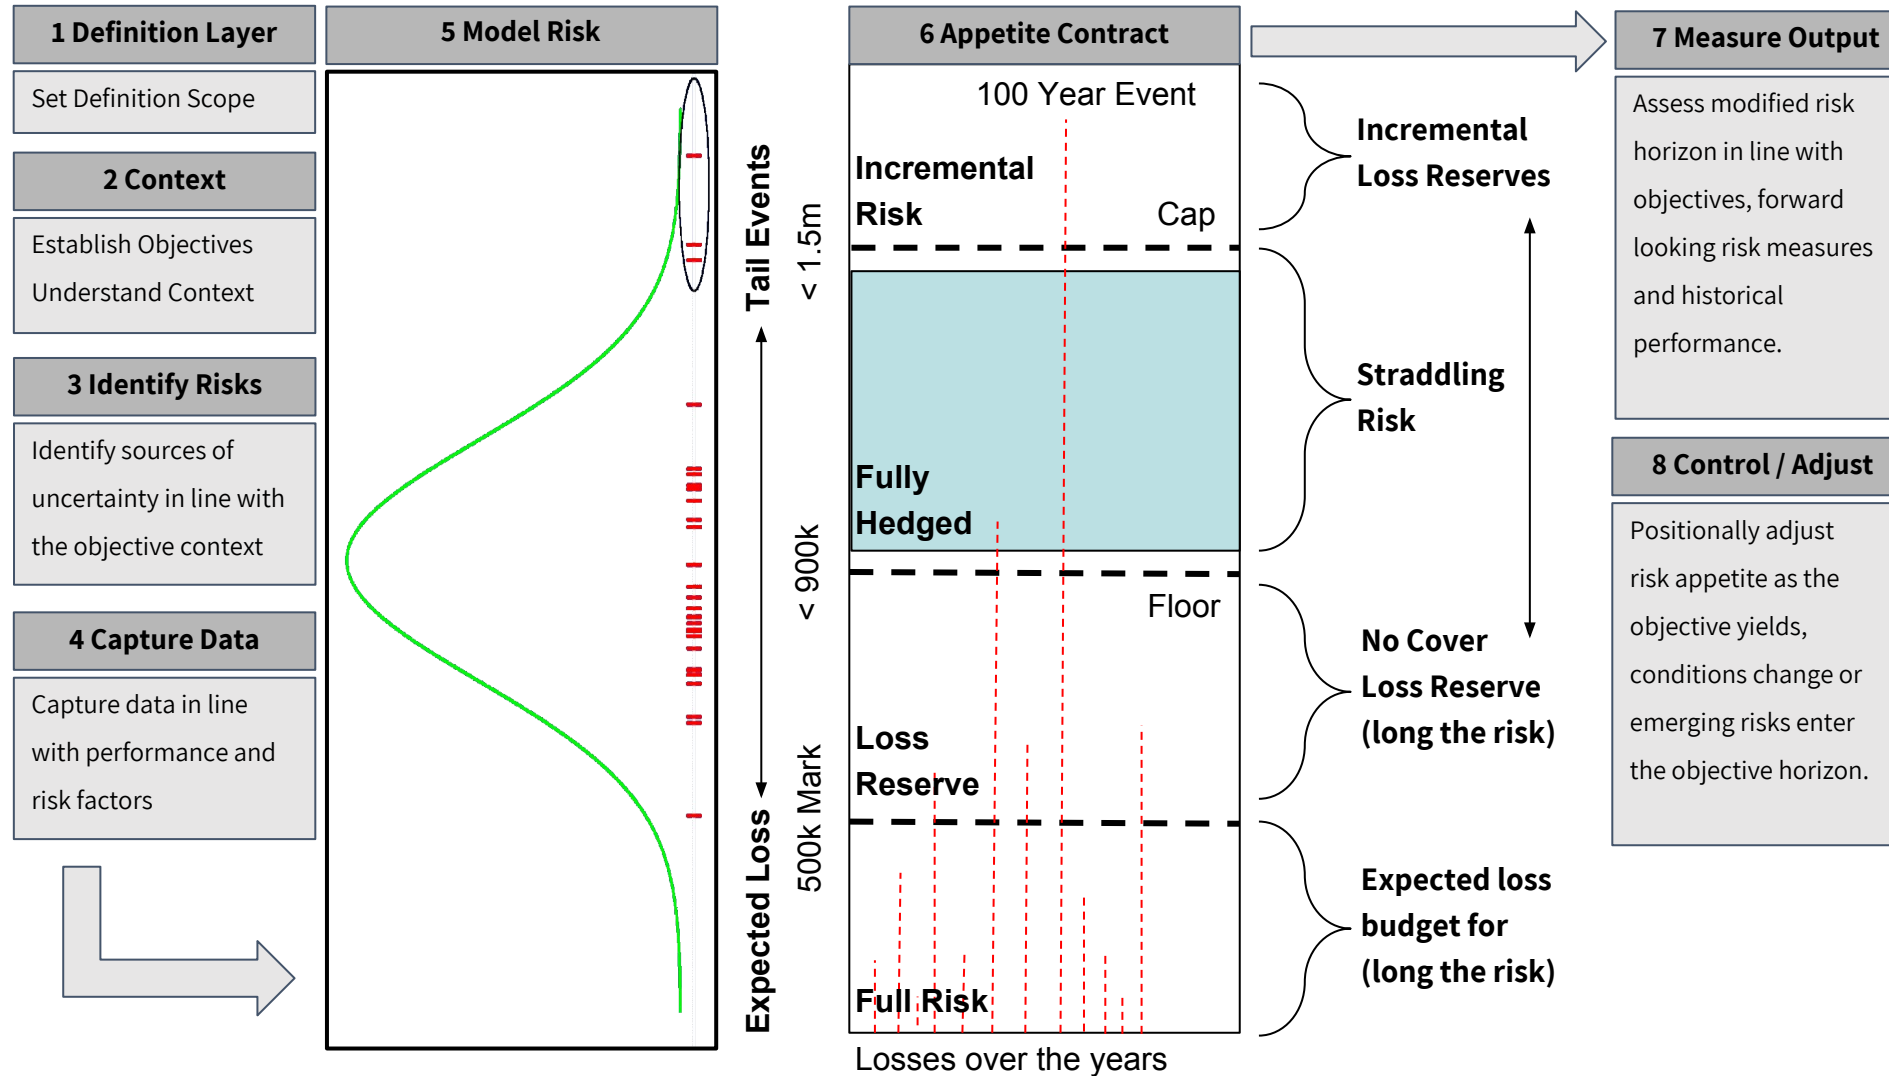 1 Definition Layer
Set Definition Scope
2 Context
Establish Objectives
Understand Context
3 Identify Risks
Identify sources of
uncertainty in line with
the objective context
4 Capture Data
Capture data in line
with performance and
risk factors
5 Model Risk
Tail Events
Expected Loss
< 1.5m
< 900k
500k Mark
6 Appetite Contract
100 Year Event
Incremental
Risk
Cap
Fully
Hedged
Floor
Loss
Reserve
Full Risk
Losses over the years
Incremental
Loss Reserves
Straddling
Risk
No Cover
Loss Reserve
(long the risk)
Expected loss
budget for
(long the risk)
7 Measure Output
Assess modified risk
horizon in line with
objectives, forward
looking risk measures
and historical
performance.
8 Control / Adjust
Positionally adjust
risk appetite as the
objective yields,
conditions change or
emerging risks enter
the objective horizon.